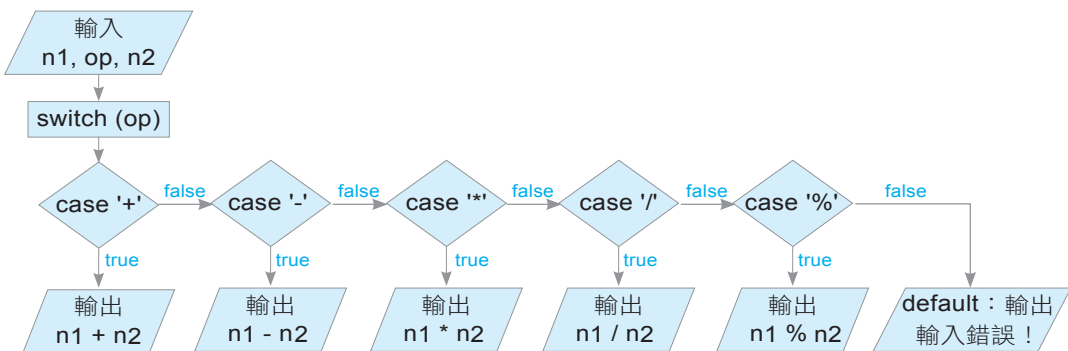 輸入
n1, op, n2
switch (op)
case '+'
false
case '-'
false
case '*'
false
case '/'
false
case '%'
false
true
true
true
true
true
輸出
n1 + n2
輸出
n1 - n2
輸出
n1 * n2
輸出
n1 / n2
輸出
n1 % n2
default：輸出
輸入錯誤！